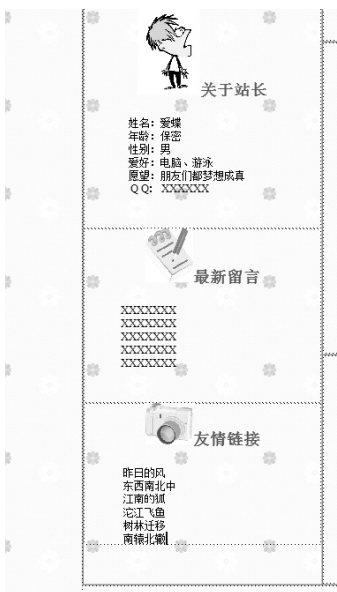 关于站长
姓名：爱蝶
年龄：保密
性别：男
爱好：电脑、游泳
愿望：朋友们都梦想成真
Q Q： XXXXXX
最新留言
XXXXXXX
XXXXXXX
XXXXXXX
XXXXXXX
XXXXXXX
友情链接
昨日的风
东西南北中
江南的狐
沱江飞鱼
树林迁移
南辕北辙